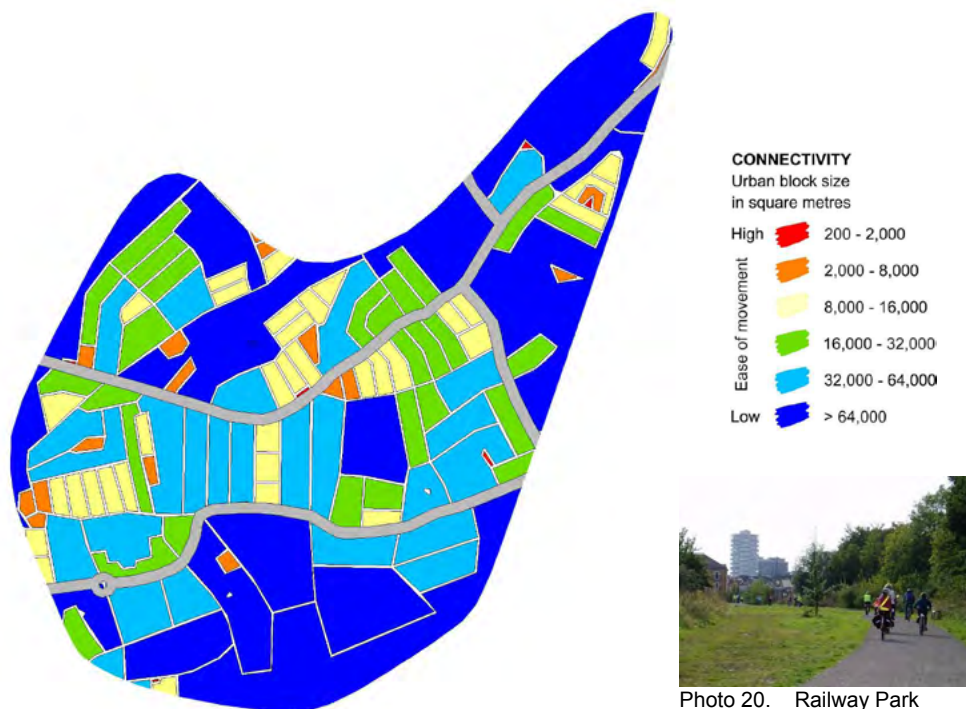 CONNECTIVITY
Urban block size
in square metres
High 200 - 2,000
2,000 - 8,000
Ease of movement
8,000 - 16,000
16,000 - 32,000
32,000 - 64,000
Low > 64,000
Photo 20. Railway Park